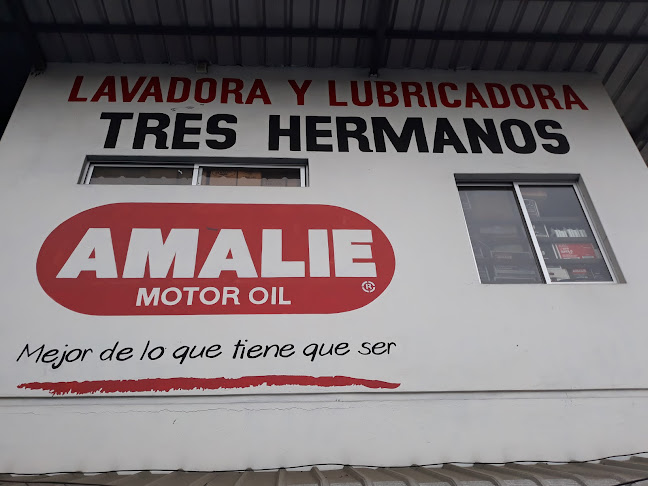 LAVADORA Y LUBRICADORA
TRES HERMANOS
AMALIE
MOTOR OIL ®
Mejor de lo que tiene que ser